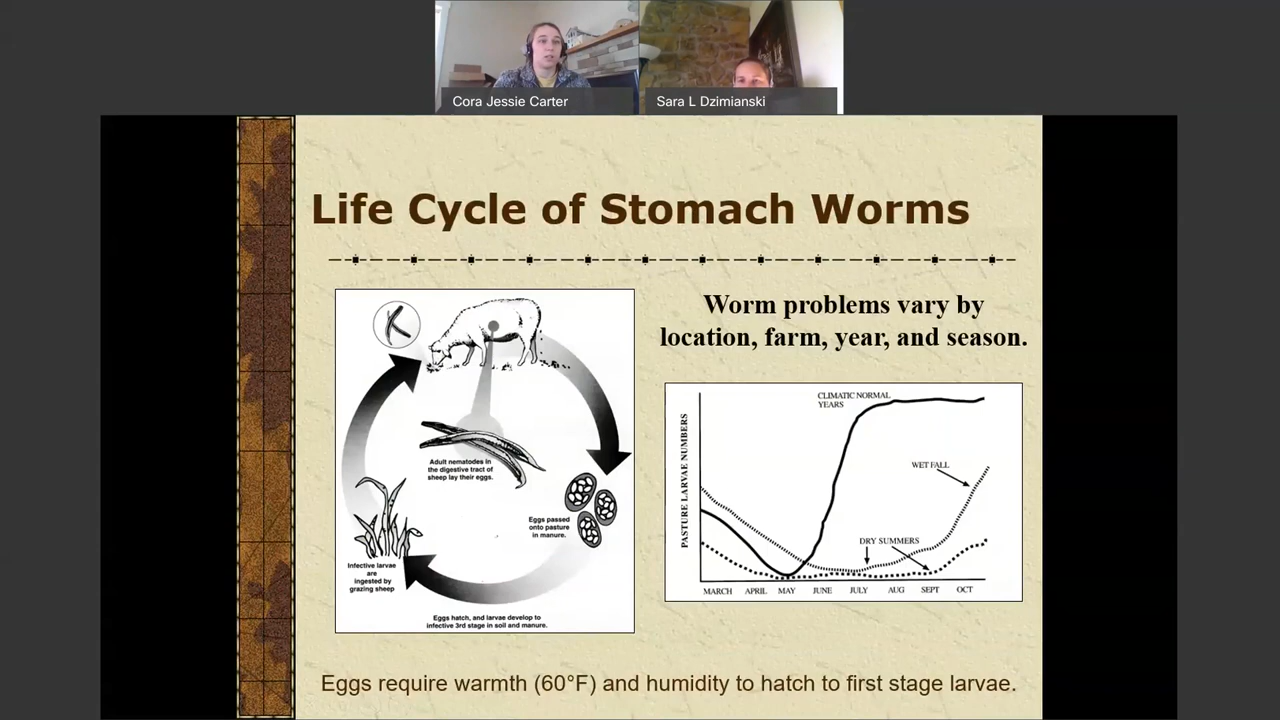 Cora Jessie Carter
Sara L Dzimianski
Life Cycle of Stomach Worms
Adult nematodes in
the digestive tract of
sheep lay their eggs.
Eggs passed
onto pasture
in manure.
Infective larvae
are
ingested by
grazing sheep
Eggs hatch, and larvae develop to
infective 3rd stage in soil and manure.
Worm problems vary by
location, farm, year, and season.
PASTURE LARVAE NUMBERS
CLIMATIC NORMAL
YEARS
WET FALL
DRY SUMMERS
MARCH APRIL MAY JUNE JULY AUG SEPT OCT
Eggs require warmth (60°F) and humidity to hatch to first stage larvae.